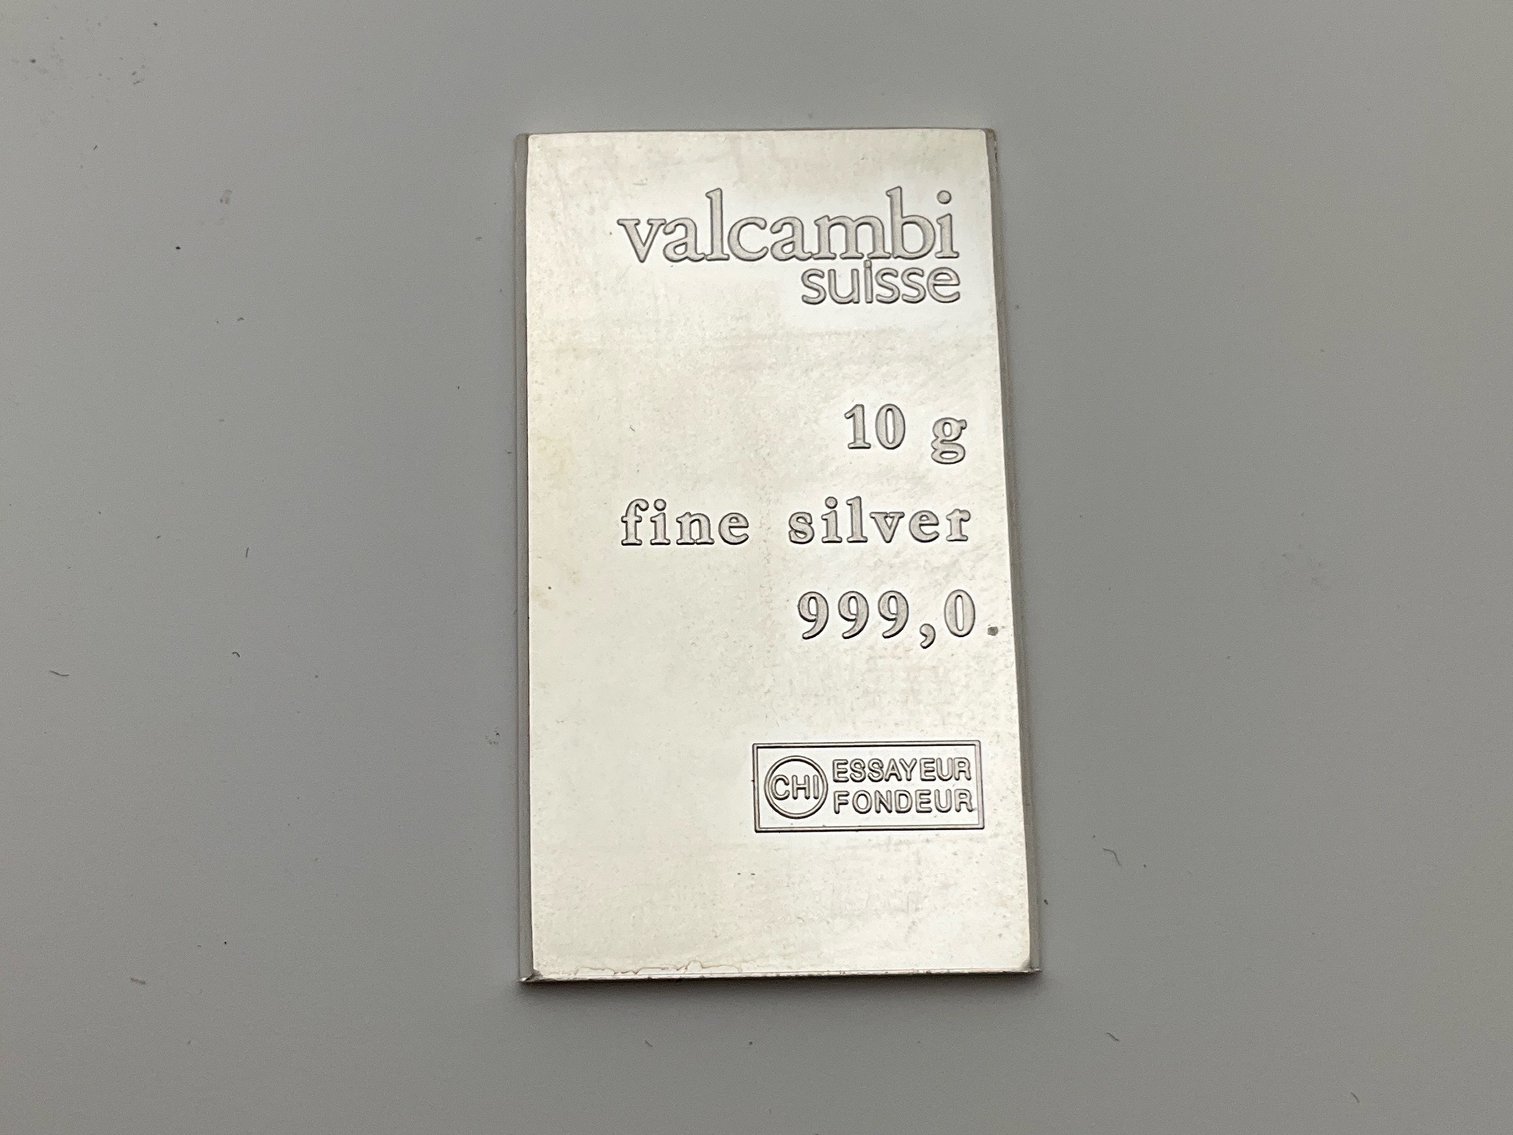 valcambi
suisse
10 g
fine silver
999,0
CHI ESSAYEUR
FONDEUR